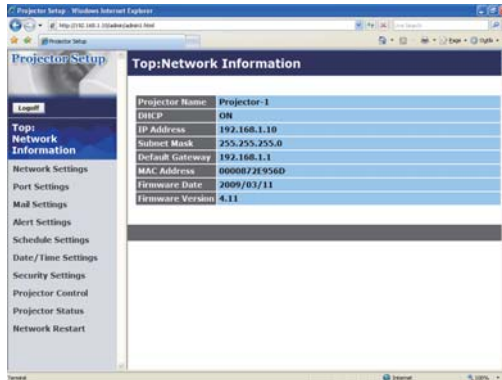 Projector Setup - Windows Internet Explorer
Projector Setup
Projector Setup
Logoff
Top:
Network
Information
Network Settings
Port Settings
Mail Settings
Alert Settings
Schedule Settings
Date/Time Settings
Security Settings
Projector Control
Projector Status
Network Restart
Top:Network Information
Projector Name Projector-1
DHCP ON
IP Address 192.168.1.10
Subnet Mask 255.255.255.0
Default Gateway 192.168.1.1
MAC Address 0000872E956D
Firmware Date 2009/03/11
Firmware Version 4.11
Internet
100%